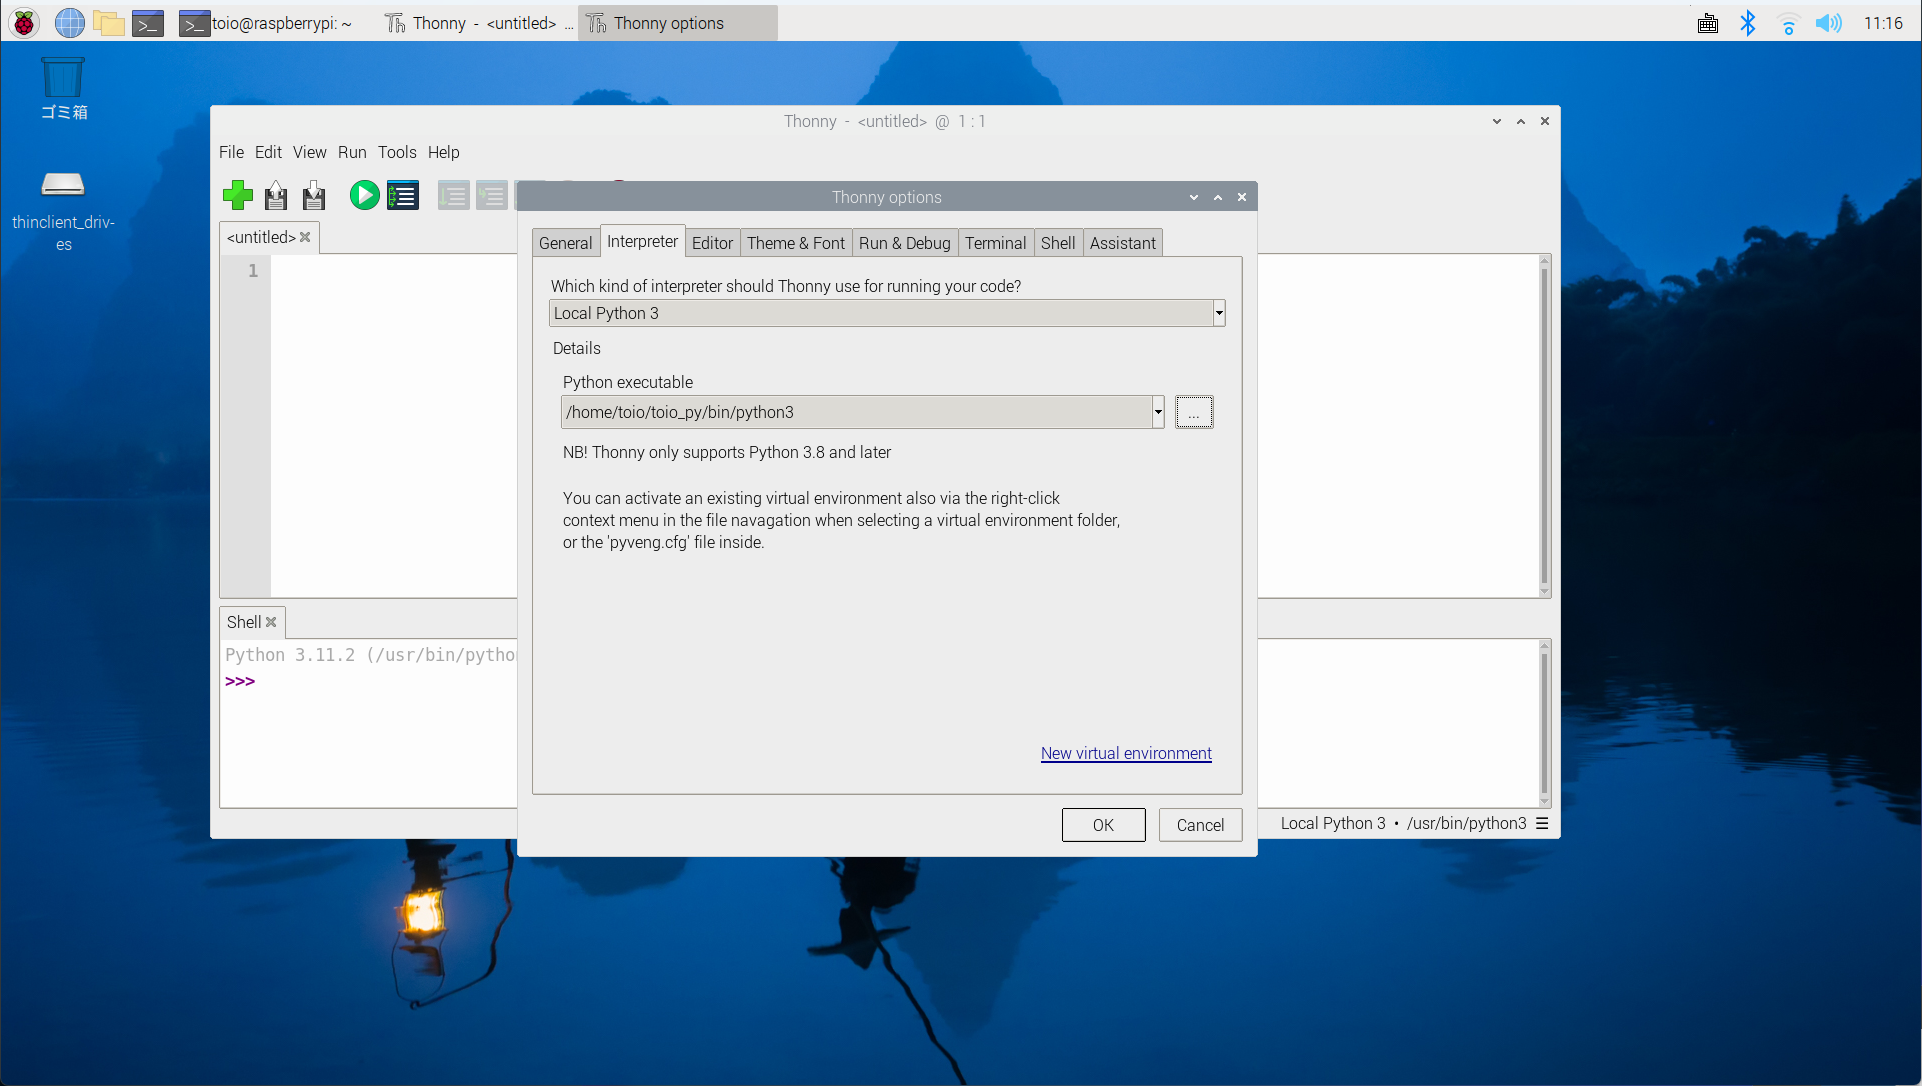 toio@raspberrypi: ~
Thonny - <untitled> ...
Thonny options
11:16
ゴミ箱
thinclient_driv-
es
Thonny - <untitled> @ 1 : 1
File Edit View Run Tools Help
<untitled>
1
Thonny options
General Interpreter Editor Theme & Font Run & Debug Terminal Shell Assistant
Which kind of interpreter should Thonny use for running your code?
Local Python 3
Details
Python executable
/home/toio/toio_py/bin/python3
...
NB! Thonny only supports Python 3.8 and later
You can activate an existing virtual environment also via the right-click
context menu in the file navagation when selecting a virtual environment folder,
or the 'pyveng.cfg' file inside.
New virtual environment
OK Cancel
Shell
Python 3.11.2 (/usr/bin/pytho
>>>
Local Python 3 • /usr/bin/python3 ☰